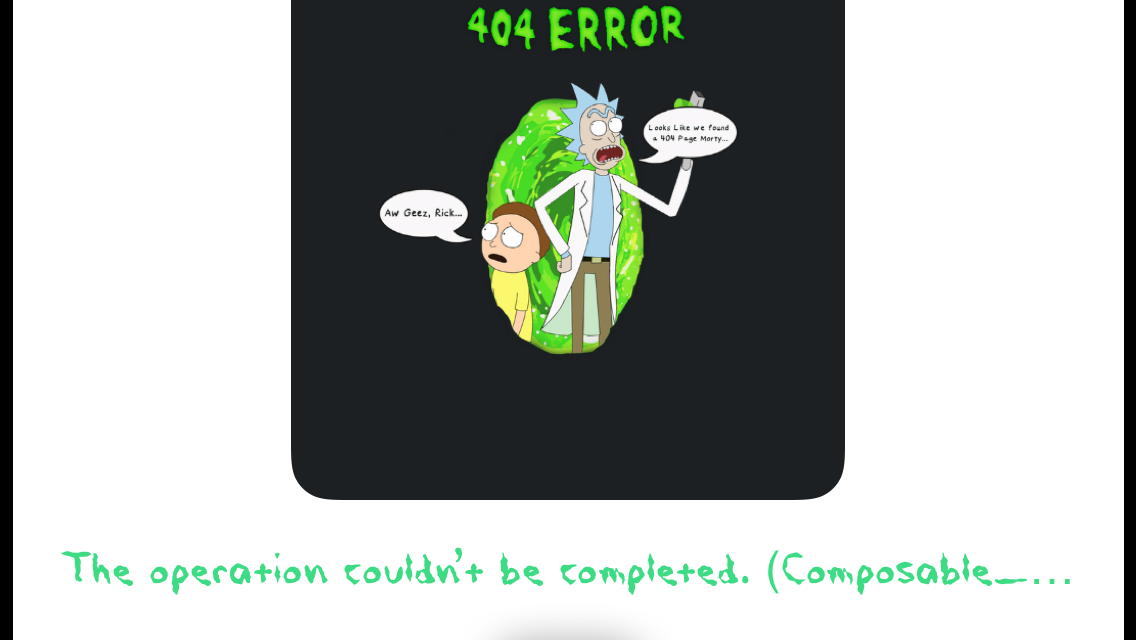 404 ERROR
Looks Like we found
a 404 Page Morty...
Aw Geez, Rick...
The operation couldn't be completed. (Composable_...